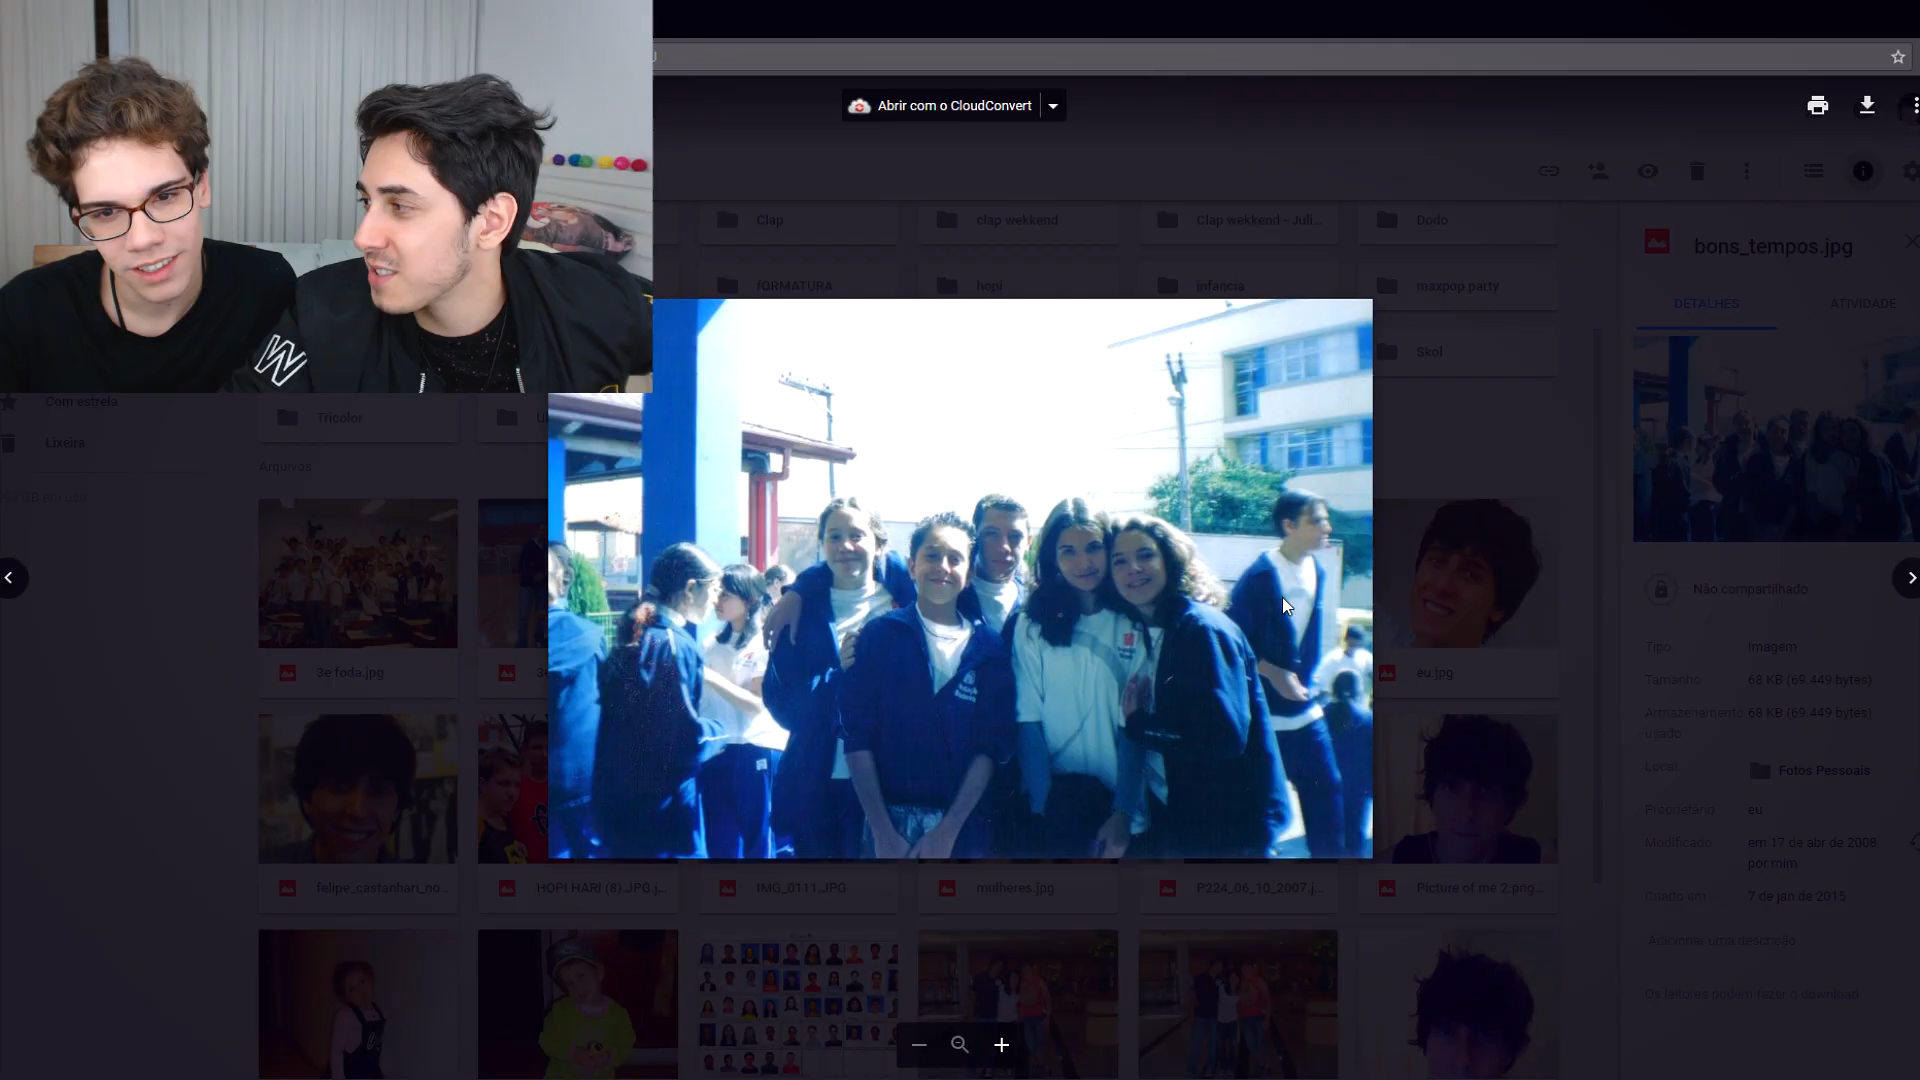 Abrir com o CloudConvert
Clap
clap wekkend
Clap wekkend - Juli...
Dodo
bons_tempos.jpg
fORMATURA
hopi
infancia
maxpop party
DETALHES
ATIVIDADE
Skol
Com estrela
Tricolor
Lixeira
Arquivos
Não compartilhado
3e foda.jpg
eu.jpg
Tipo
Imagem
Tamanho
68 KB (69.449 bytes)
Armazenamento usado
68 KB (69.449 bytes)
Local
Fotos Pessoais
Proprietário
eu
Modificado
em 17 de abr de 2008
por mim
felipe_castanhari_no...
HOPI HARI (8).JPG.j...
IMG_0111.JPG
mulheres.jpg
P224_06_10_2007.j...
Picture of me 2.png...
Criado em
7 de jan de 2015
Adicionar uma descrição
Os leitores podem fazer o download